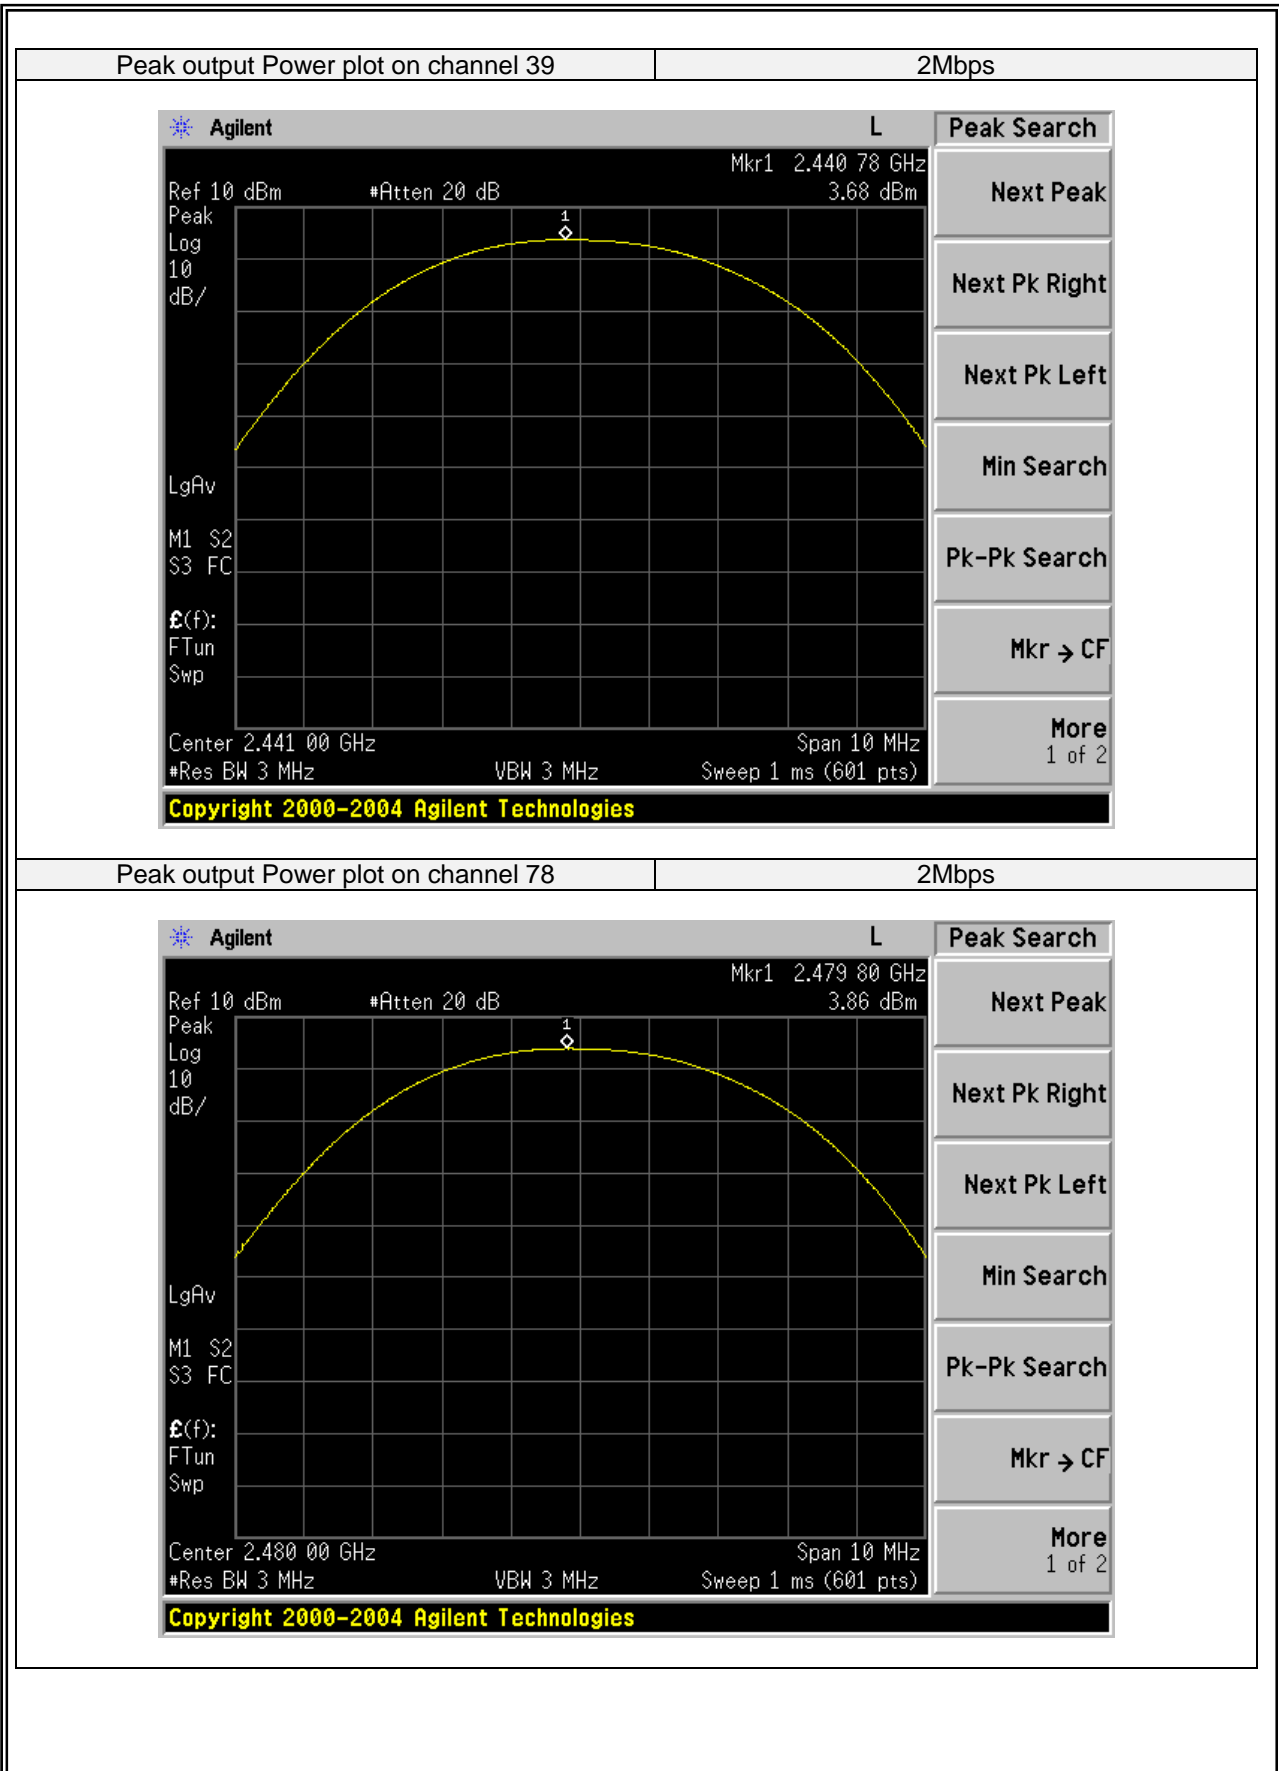 Peak output Power plot on channel 39 2Mbps
Agilent L Peak Search
Mkr1 2.440 78 GHz
Ref 10 dBm #Atten 20 dB 3.68 dBm
Peak
Log
10
dB/
1
LgAv
M1 S2
S3 FC
£(f):
FTun
Swp
Center 2.441 00 GHz Span 10 MHz
#Res BW 3 MHz VBW 3 MHz Sweep 1 ms (601 pts)
Copyright 2000-2004 Agilent Technologies
Next Peak
Next Pk Right
Next Pk Left
Min Search
Pk-Pk Search
Mkr → CF
More
1 of 2
Peak output Power plot on channel 78 2Mbps
Agilent L Peak Search
Mkr1 2.479 80 GHz
Ref 10 dBm #Atten 20 dB 3.86 dBm
Peak
Log
10
dB/
1
LgAv
M1 S2
S3 FC
£(f):
FTun
Swp
Center 2.480 00 GHz Span 10 MHz
#Res BW 3 MHz VBW 3 MHz Sweep 1 ms (601 pts)
Copyright 2000-2004 Agilent Technologies
Next Peak
Next Pk Right
Next Pk Left
Min Search
Pk-Pk Search
Mkr → CF
More
1 of 2